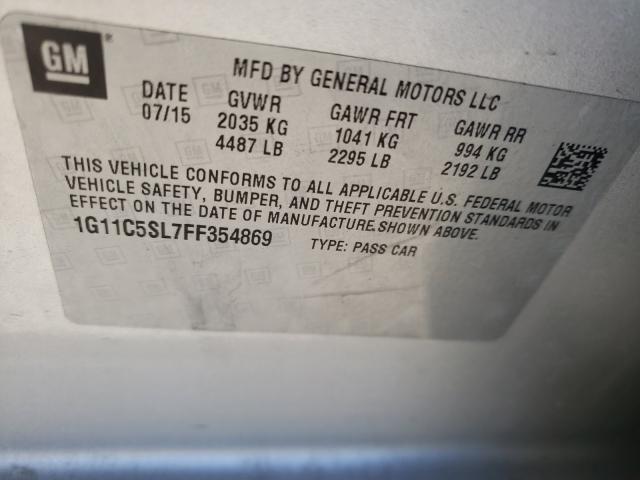 GM
MFD BY GENERAL MOTORS LLC
DATE GVWR GAWR FRT GAWR RR
07/15 2035 KG 1041 KG 994 KG
4487 LB 2295 LB 2192 LB
THIS VEHICLE CONFORMS TO ALL APPLICABLE U.S. FEDERAL MOTOR
VEHICLE SAFETY, BUMPER, AND THEFT PREVENTION STANDARDS IN
EFFECT ON THE DATE OF MANUFACTURE SHOWN ABOVE.
1G11C5SL7FF354869 TYPE: PASS CAR